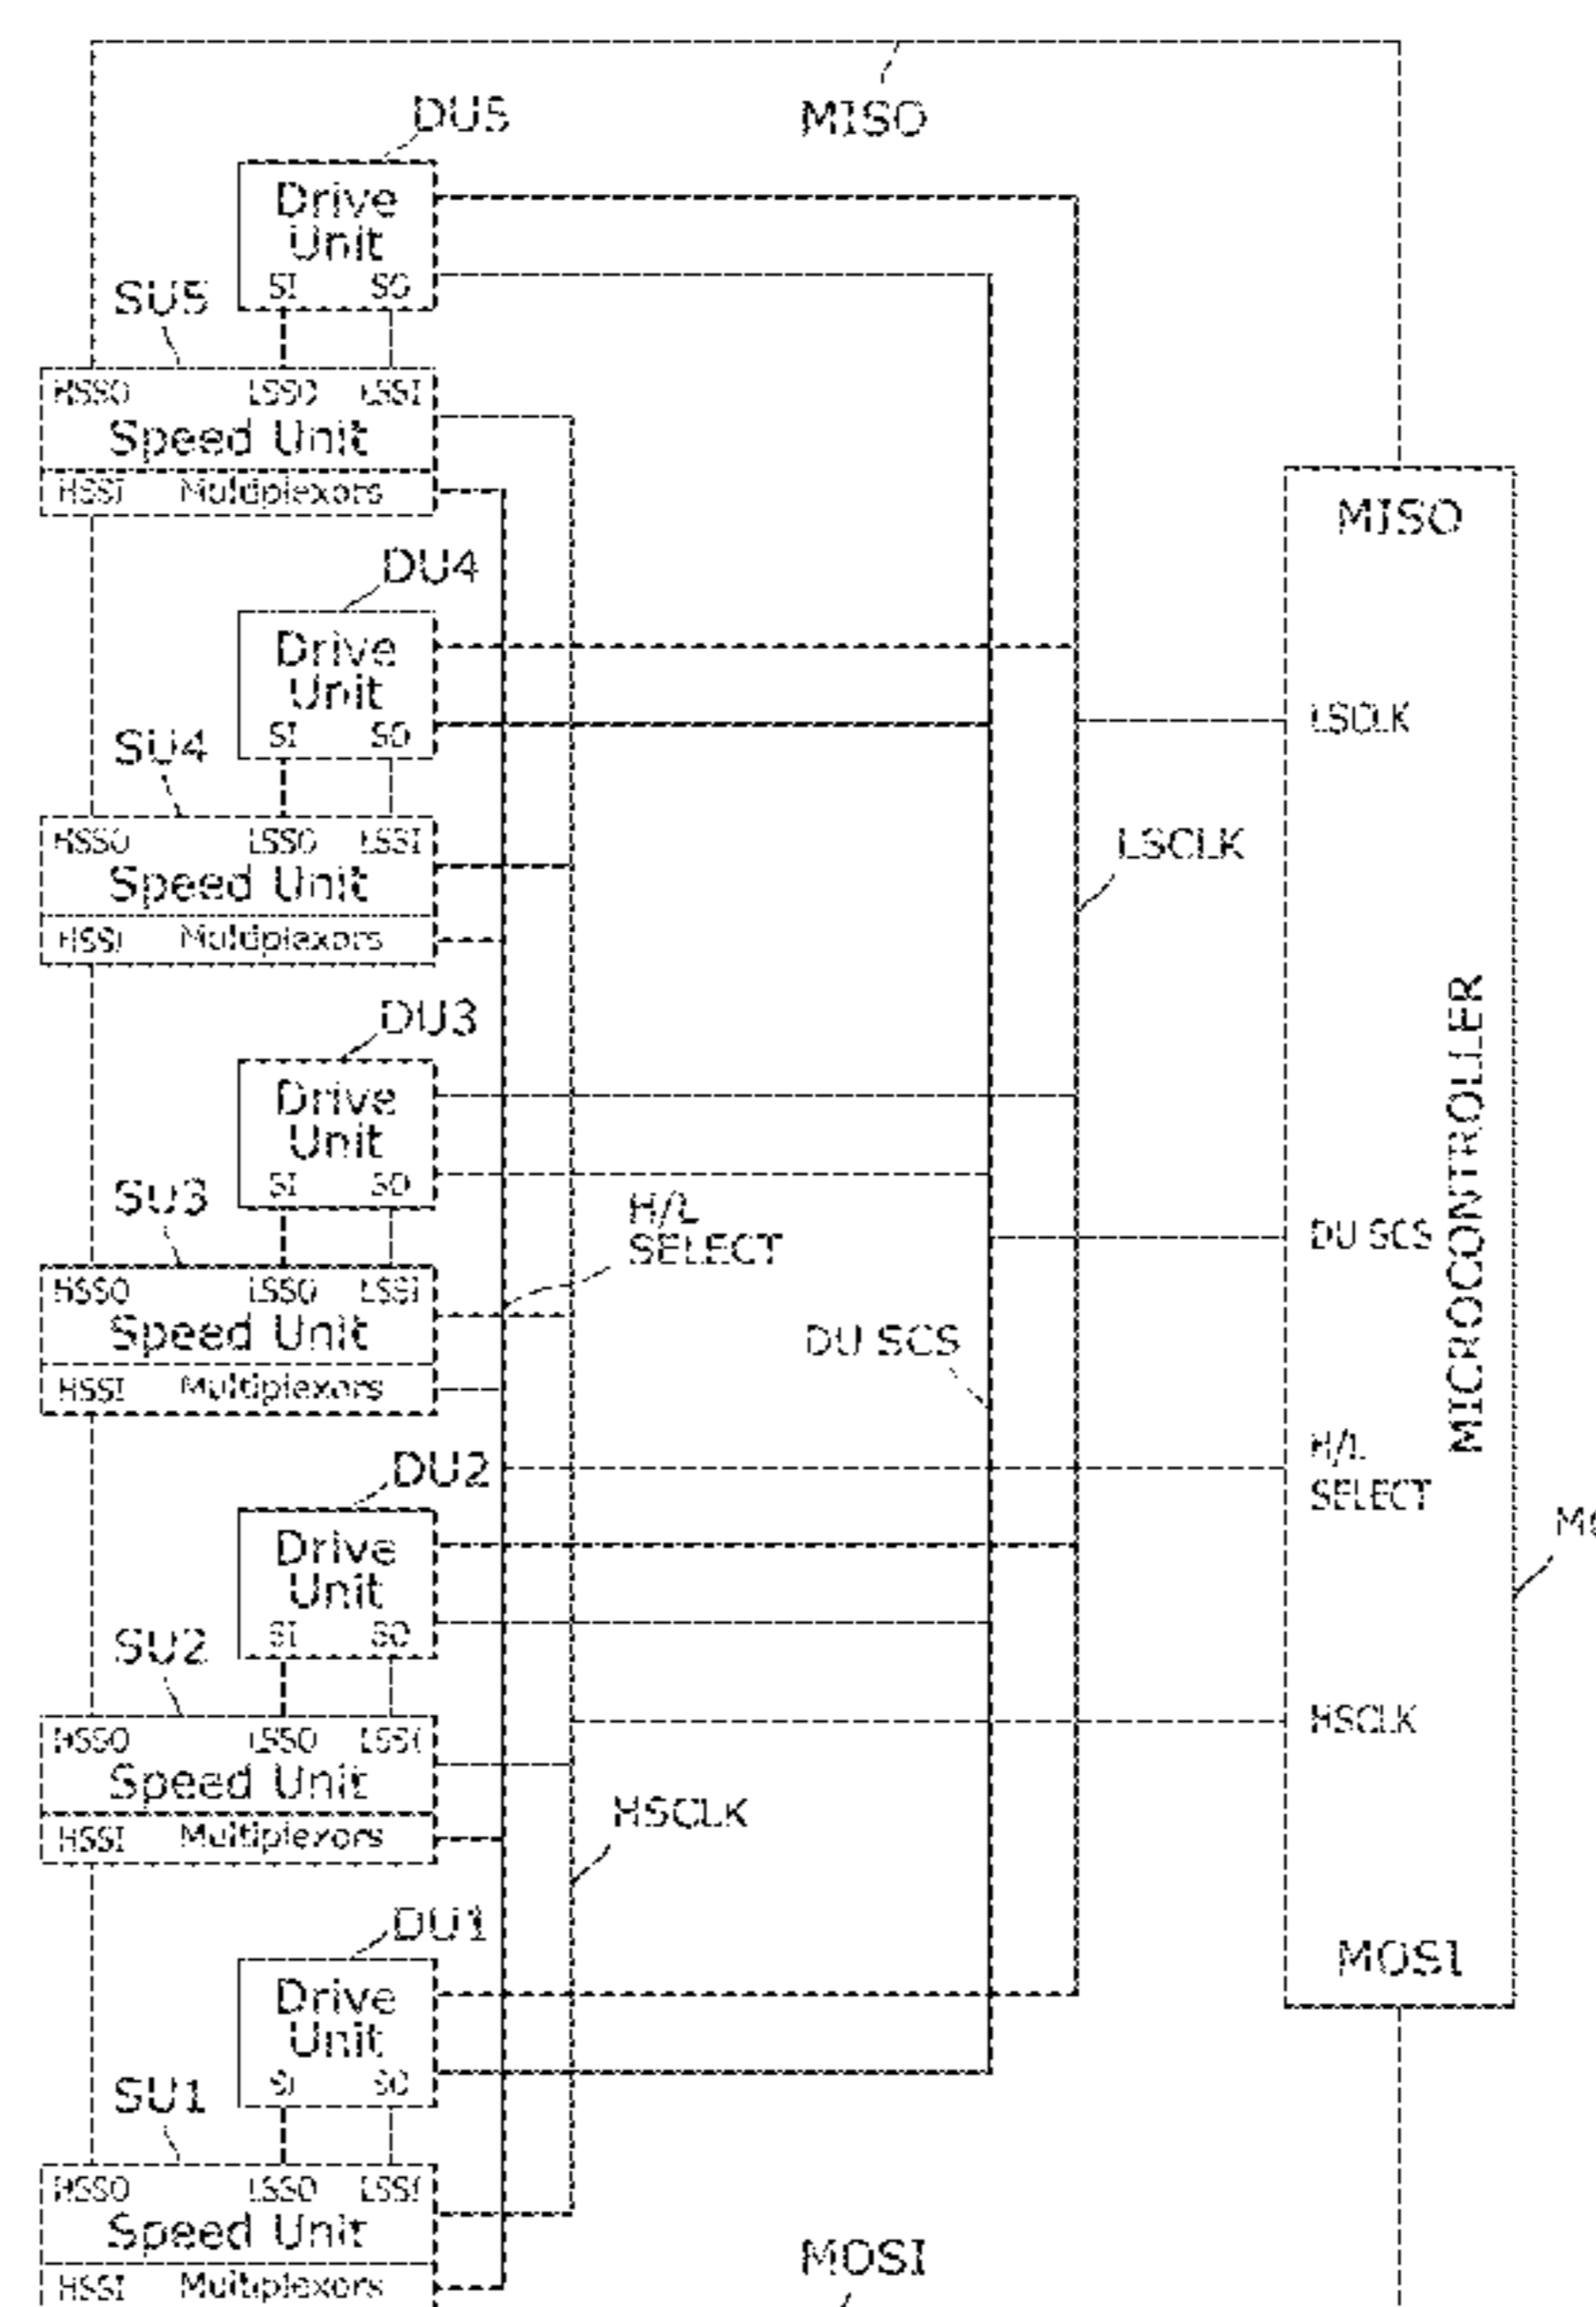 DU5
MISO
Drive
Unit
SI SO
SU5
HSSO LSSO LSSI
Speed Unit
HSSI Multiplexors
MISO
DU4
Drive
Unit
SI SO
LSCLK
SU4
HSSO LSSO LSSI
Speed Unit
HSSI Multiplexors
LSCLK
DU3
Drive
Unit
SI SO
SU3
H/L
SELECT
DU SCS
MICROCONTROLLER
HSSO LSSO LSSI
Speed Unit
HSSI Multiplexors
DU SCS
H/L
SELECT
DU2
Drive
Unit
SI SO
SU2
HSSO LSSO LSSI
Speed Unit
HSSI Multiplexors
HSCLK
HSCLK
DU1
MOSI
Drive
Unit
SI SO
SU1
HSSO LSSO LSSI
Speed Unit
HSSI Multiplexors
MOSI